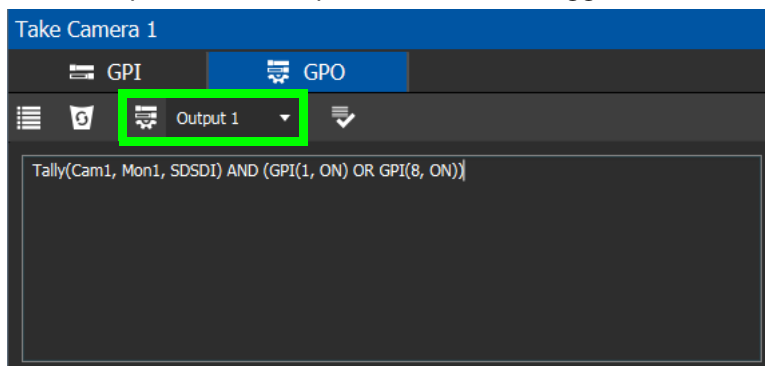 Take Camera 1
GPI GPO
Output 1
Tally(Cam1, Mon1, SDSDI) AND (GPI(1, ON) OR GPI(8, ON))